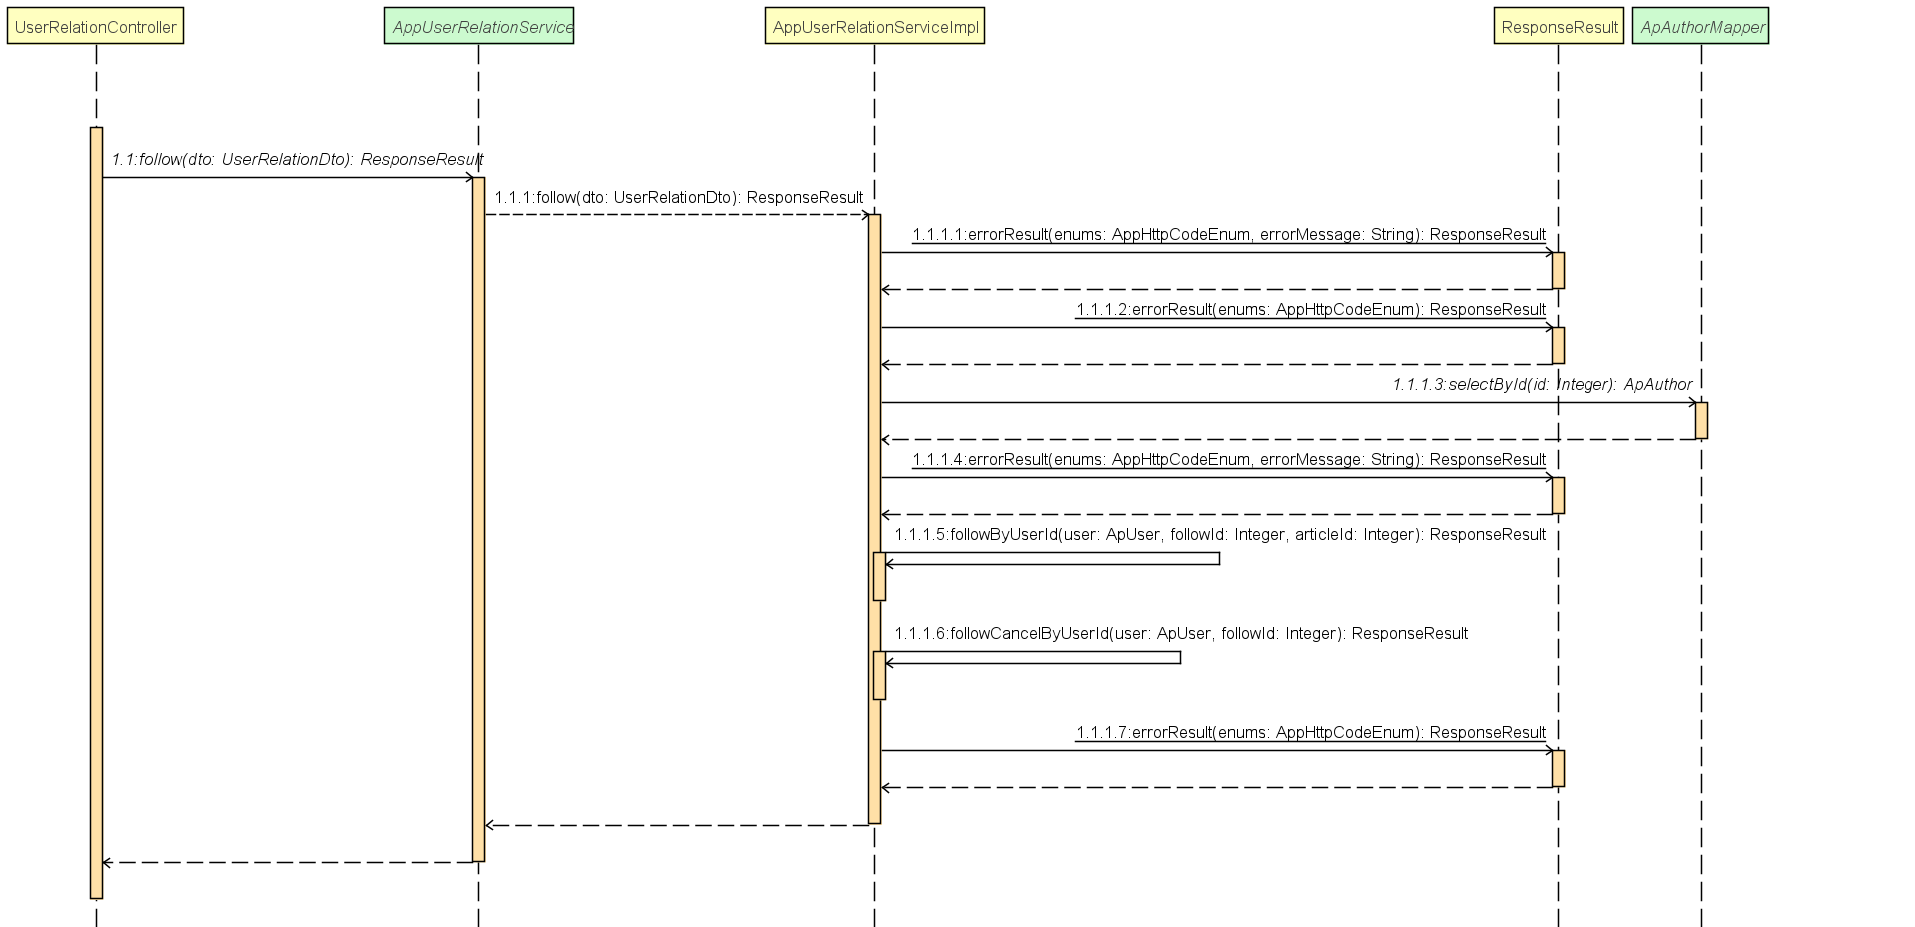 UserRelationController
AppUserRelationService
AppUserRelationServiceImpl
ResponseResult
ApAuthorMapper
1.1:follow(dto: UserRelationDto): ResponseResult
1.1.1:follow(dto: UserRelationDto): ResponseResult
1.1.1.1:errorResult(enums: AppHttpCodeEnum, errorMessage: String): ResponseResult
1.1.1.2:errorResult(enums: AppHttpCodeEnum): ResponseResult
1.1.1.3:selectById(id: Integer): ApAuthor
1.1.1.4:errorResult(enums: AppHttpCodeEnum, errorMessage: String): ResponseResult
1.1.1.5:followByUserId(user: ApUser, followId: Integer, articleId: Integer): ResponseResult
1.1.1.6:followCancelByUserId(user: ApUser, followId: Integer): ResponseResult
1.1.1.7:errorResult(enums: AppHttpCodeEnum): ResponseResult